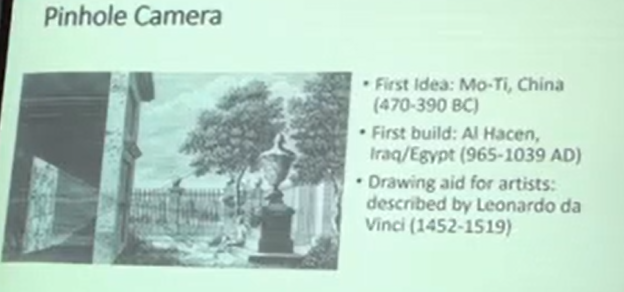 Pinhole Camera
• First Idea: Mo-Ti, China
(470-390 BC)
• First build: Al Hacen,
Iraq/Egypt (965-1039 AD)
• Drawing aid for artists:
described by Leonardo da
Vinci (1452-1519)